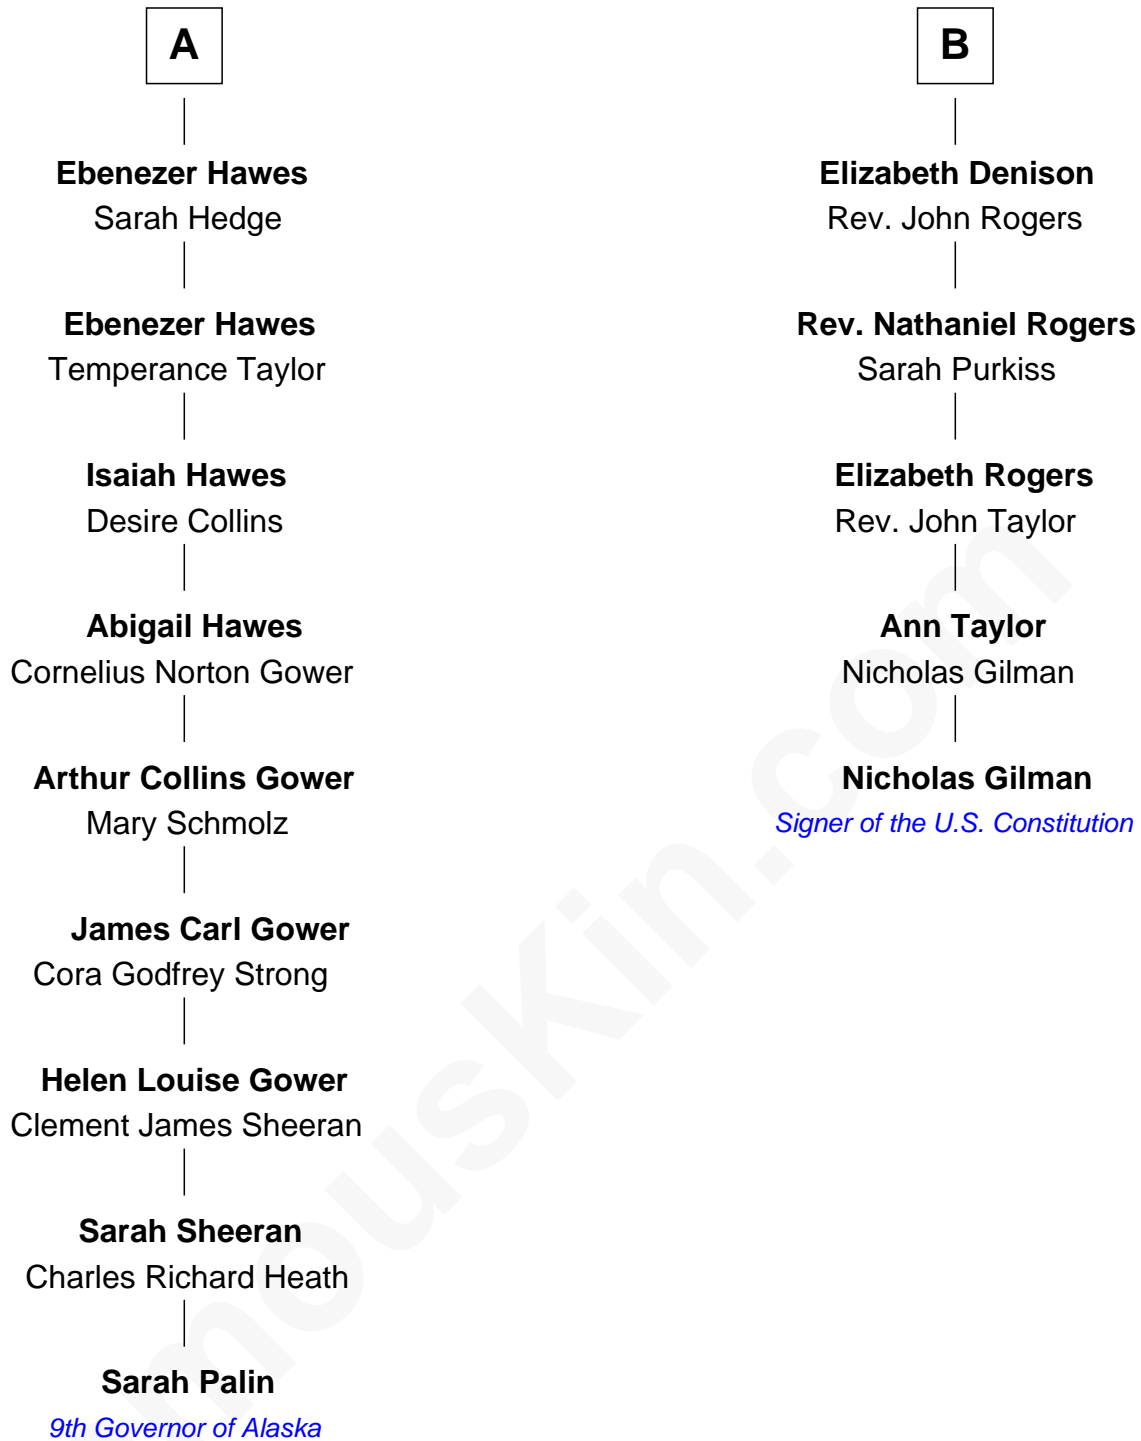 A
Ebenezer Hawes
Sarah Hedge
Ebenezer Hawes
Temperance Taylor
Isaiah Hawes
Desire Collins
Abigail Hawes
Cornelius Norton Gower
Arthur Collins Gower
Mary Schmolz
James Carl Gower
Cora Godfrey Strong
Helen Louise Gower
Clement James Sheeran
Sarah Sheeran
Charles Richard Heath
Sarah Palin
9th Governor of Alaska
B
Elizabeth Denison
Rev. John Rogers
Rev. Nathaniel Rogers
Sarah Purkiss
Elizabeth Rogers
Rev. John Taylor
Ann Taylor
Nicholas Gilman
Nicholas Gilman
Signer of the U.S. Constitution
mousKin.com